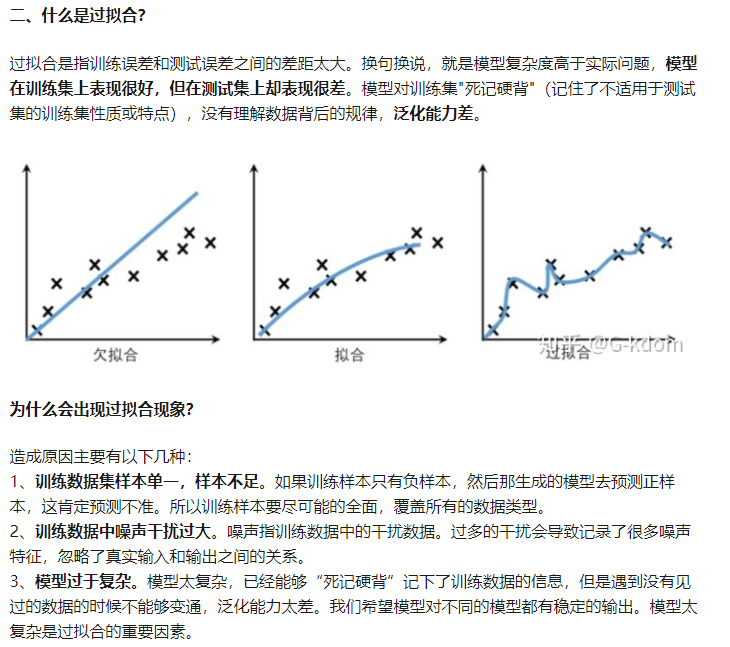 二、什么是过拟合?
过拟合是指训练误差和测试误差之间的差距太大。换句换说，就是模型复杂度高于实际问题，模型
在训练集上表现很好，但在测试集上却表现很差。模型对训练集"死记硬背"（记住了不适用于测试
集的训练集性质或特点），没有理解数据背后的规律，泛化能力差。
欠拟合
拟合
过拟合
知乎 @G-kdom
为什么会出现过拟合现象?
造成原因主要有以下几种：
1、训练数据集样本单一，样本不足。如果训练样本只有负样本，然后那生成的模型去预测正样
本，这肯定预测不准。所以训练样本要尽可能的全面，覆盖所有的数据类型。
2、训练数据中噪声干扰过大。噪声指训练数据中的干扰数据。过多的干扰会导致记录了很多噪声
特征，忽略了真实输入和输出之间的关系。
3、模型过于复杂。模型太复杂，已经能够“死记硬背”记下了训练数据的信息，但是遇到没有见
过的数据的时候不能够变通，泛化能力太差。我们希望模型对不同的模型都有稳定的输出。模型太
复杂是过拟合的重要因素。